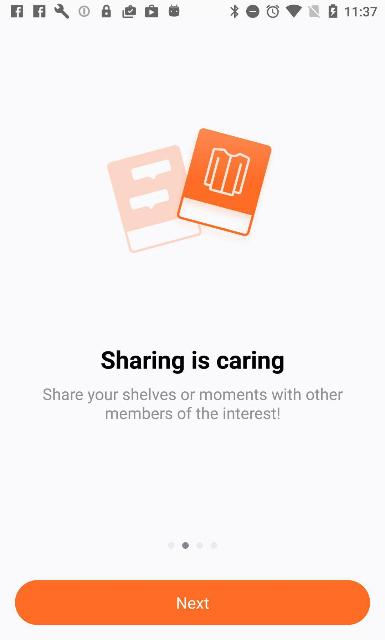 11:37
Sharing is caring
Share your shelves or moments with other
members of the interest!
Next